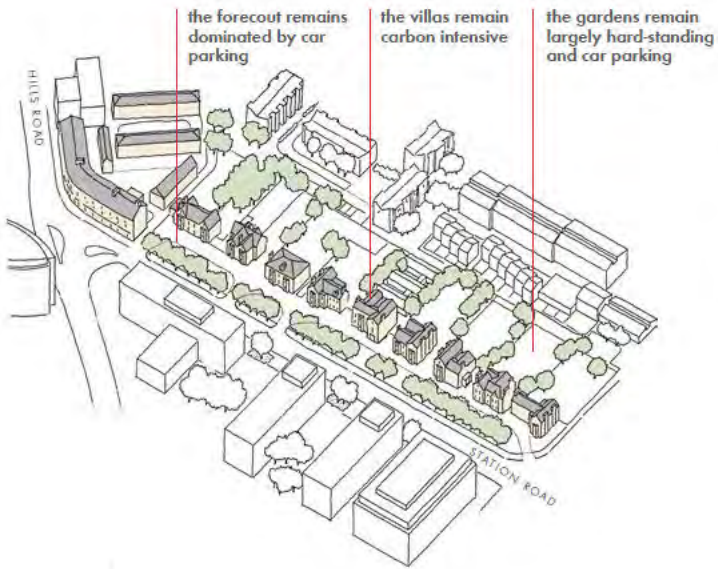 the forecout remains
dominated by car
parking
the villas remain
carbon intensive
the gardens remain
largely hard-standing
and car parking
HILLS ROAD
STATION ROAD